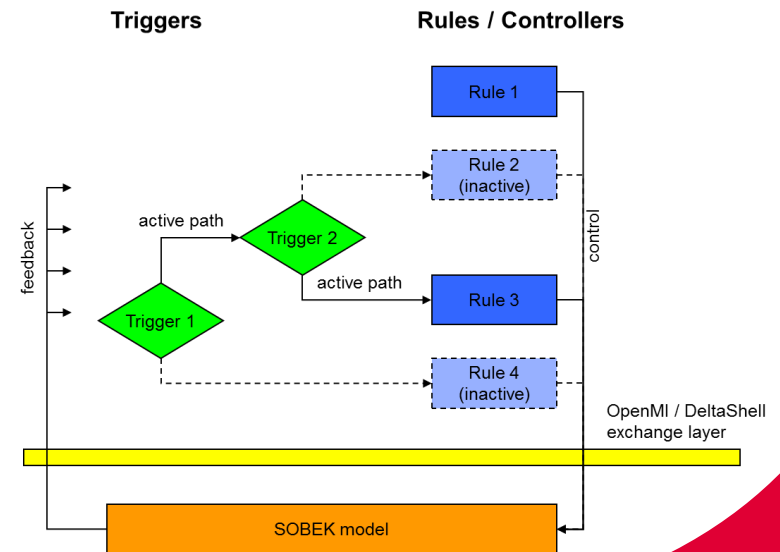 Triggers
Rules / Controllers
Rule 1
Rule 2
(inactive)
active path
Trigger 2
feedback
control
active path
Rule 3
Trigger 1
Rule 4
(inactive)
OpenMI / DeltaShell
exchange layer
SOBEK model